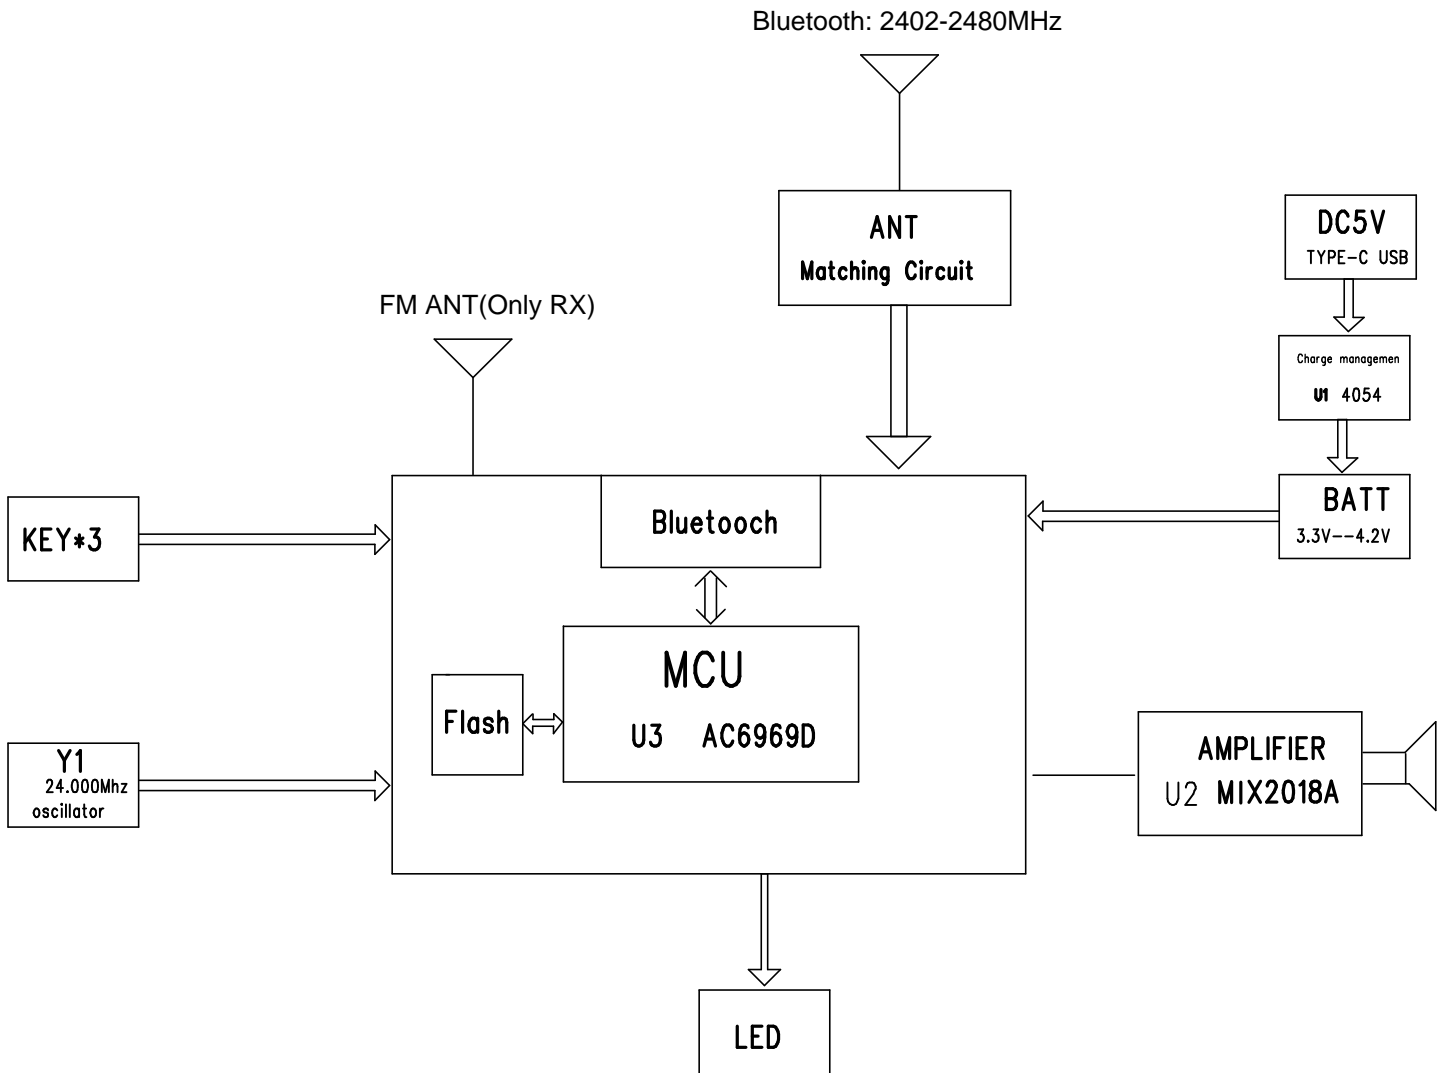 Bluetooth: 2402-2480MHz
ANT
Matching Circuit
DC5V
TYPE-C USB
FM ANT(Only RX)
Charge managemen
U1 4054
BATT
3.3V--4.2V
KEY*3
Bluetooch
MCU
U3 AC6969D
Flash
Y1
24.000Mhz
oscillator
AMPLIFIER
U2 MIX2018A
LED